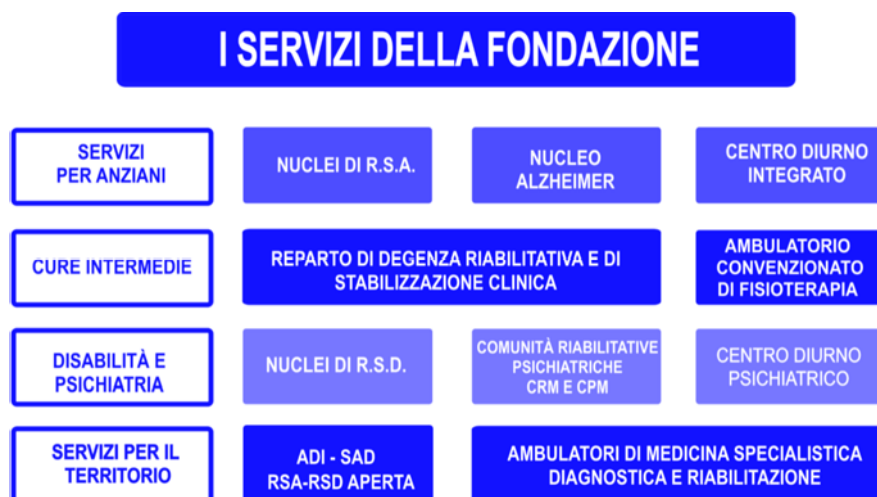 I SERVIZI DELLA FONDAZIONE
SERVIZI
PER ANZIANI
NUCLEI DI R.S.A.
NUCLEO
ALZHEIMER
CENTRO DIURNO
INTEGRATO
CURE INTERMEDIE
REPARTO DI DEGENZA RIABILITATIVA E DI
STABILIZZAZIONE CLINICA
AMBULATORIO
CONVENZIONATO
DI FISIOTERAPIA
DISABILITÀ E
PSICHIATRIA
NUCLEI DI R.S.D.
COMUNITÀ RIABILITATIVE
PSICHIATRICHE
CRM E CPM
CENTRO DIURNO
PSICHIATRICO
SERVIZI PER IL
TERRITORIO
ADI - SAD
RSA-RSD APERTA
AMBULATORI DI MEDICINA SPECIALISTICA
DIAGNOSTICA E RIABILITAZIONE